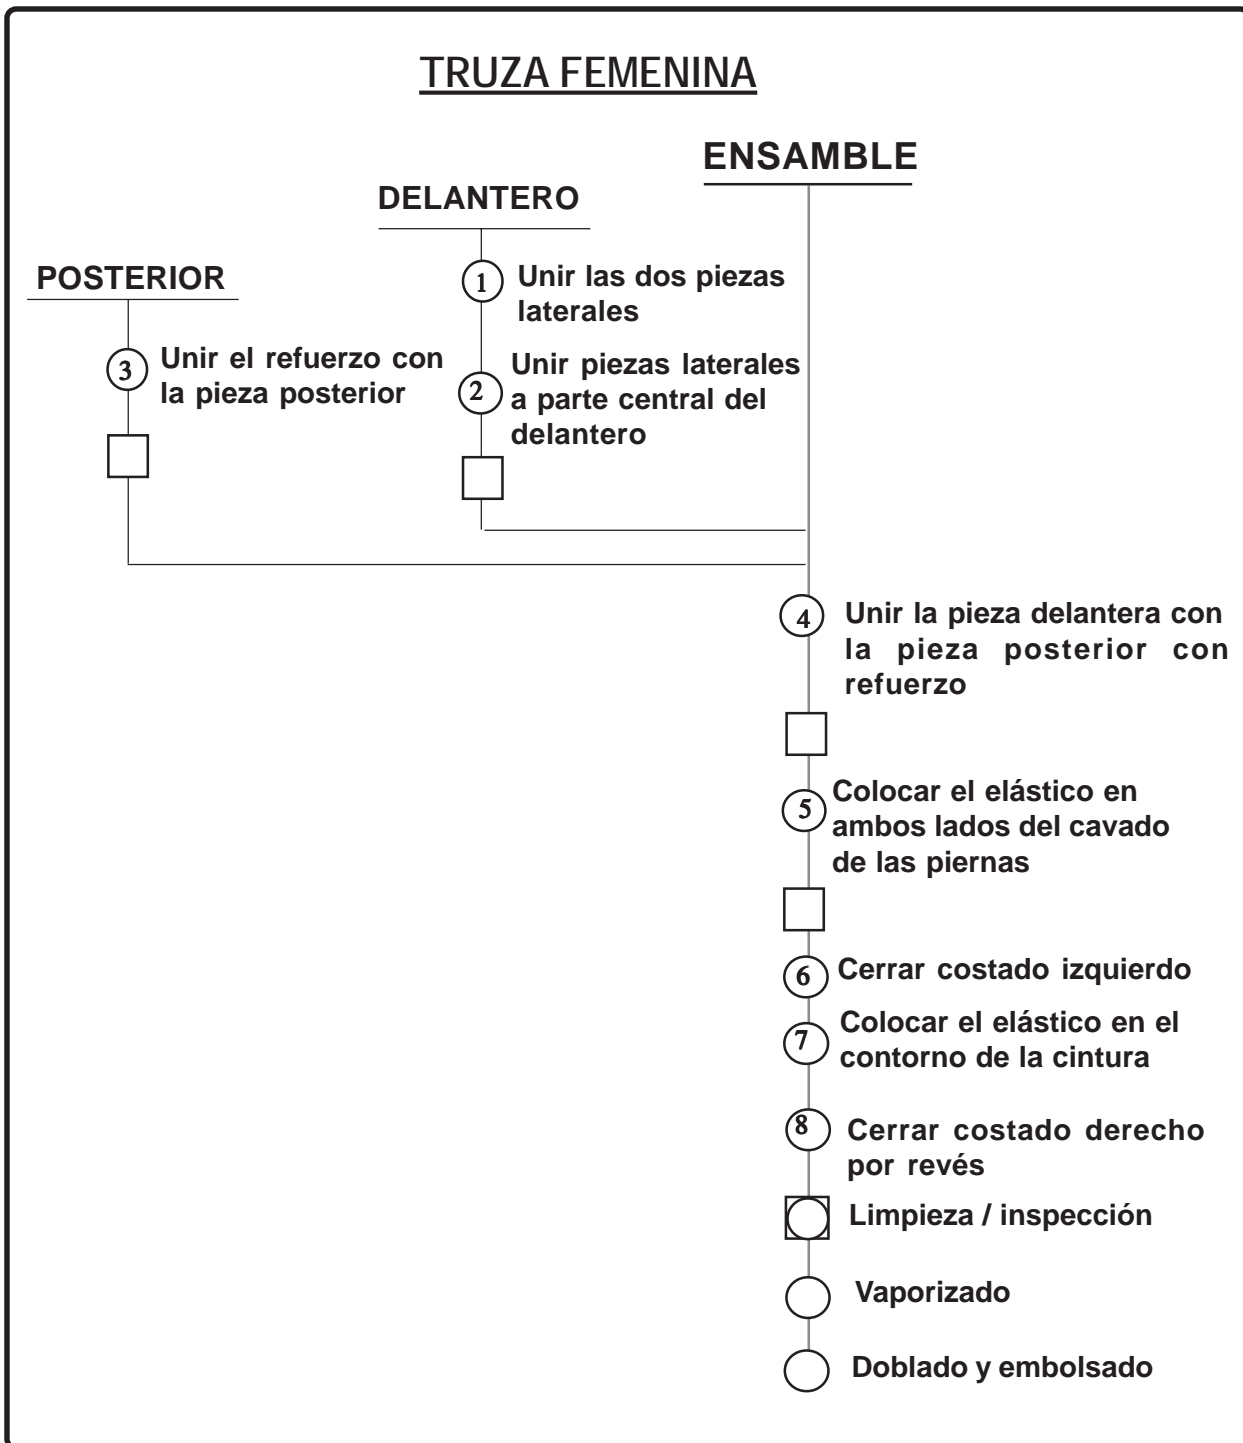 TRUZA FEMENINA
ENSAMBLE
DELANTERO
POSTERIOR
1
Unir las dos piezas
laterales
3
Unir el refuerzo con
la pieza posterior
2
Unir piezas laterales
a parte central del
delantero
4
Unir la pieza delantera con
la pieza posterior con
refuerzo
5
Colocar el elástico en
ambos lados del cavado
de las piernas
6
Cerrar costado izquierdo
7
Colocar el elástico en el
contorno de la cintura
8
Cerrar costado derecho
por revés
Limpieza / inspección
Vaporizado
Doblado y embolsado